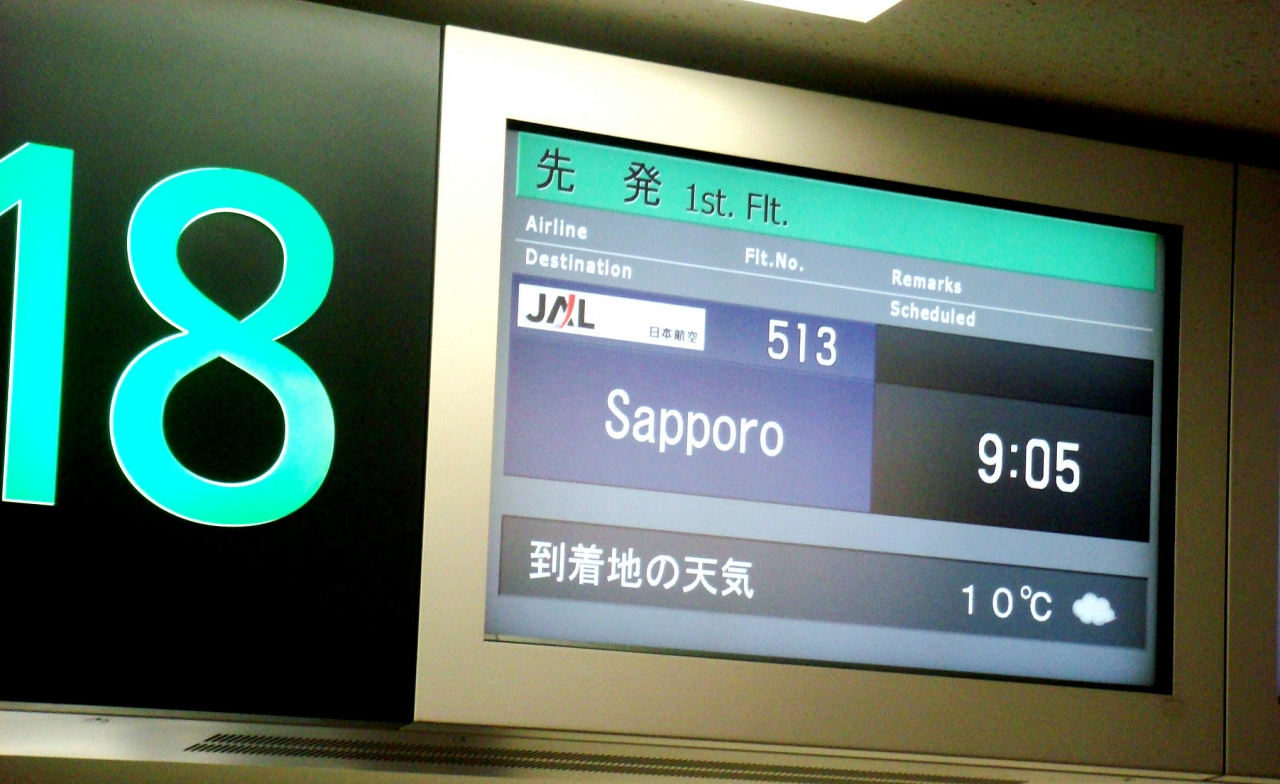 18
先 発 1st. Flt.
Airline Flt.No. Remarks
Destination Scheduled
JAL 日本航空 513
Sapporo 9:05
到着地の天気 10℃